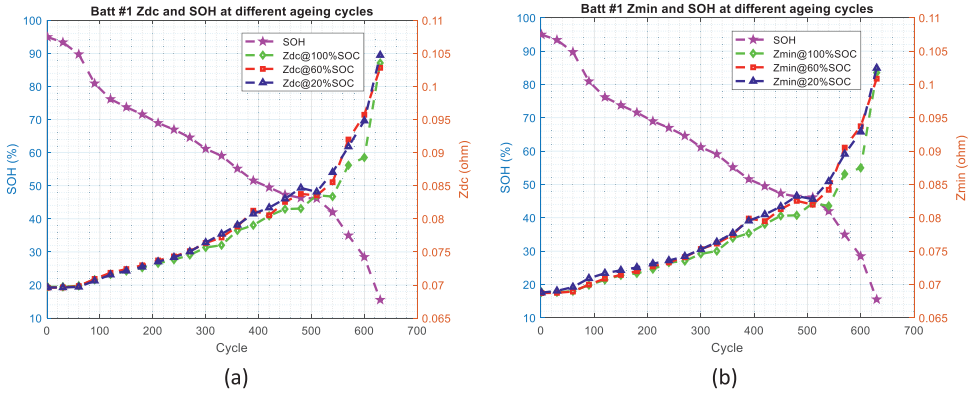 Batt #1 Zdc and SOH at different ageing cycles
100
90
80
70
60
50
40
30
20
10
SOH (%)
0.11
0.105
0.1
0.095
0.09
0.085
0.08
0.075
0.07
0.065
Zdc (ohm)
SOH
Zdc@100%SOC
Zdc@60%SOC
Zdc@20%SOC
0 100 200 300 400 500 600 700
Cycle
(a)
Batt #1 Zmin and SOH at different ageing cycles
100
90
80
70
60
50
40
30
20
10
SOH (%)
0.11
0.105
0.1
0.095
0.09
0.085
0.08
0.075
0.07
0.065
Zmin (ohm)
SOH
Zmin@100%SOC
Zmin@60%SOC
Zmin@20%SOC
0 100 200 300 400 500 600 700
Cycle
(b)